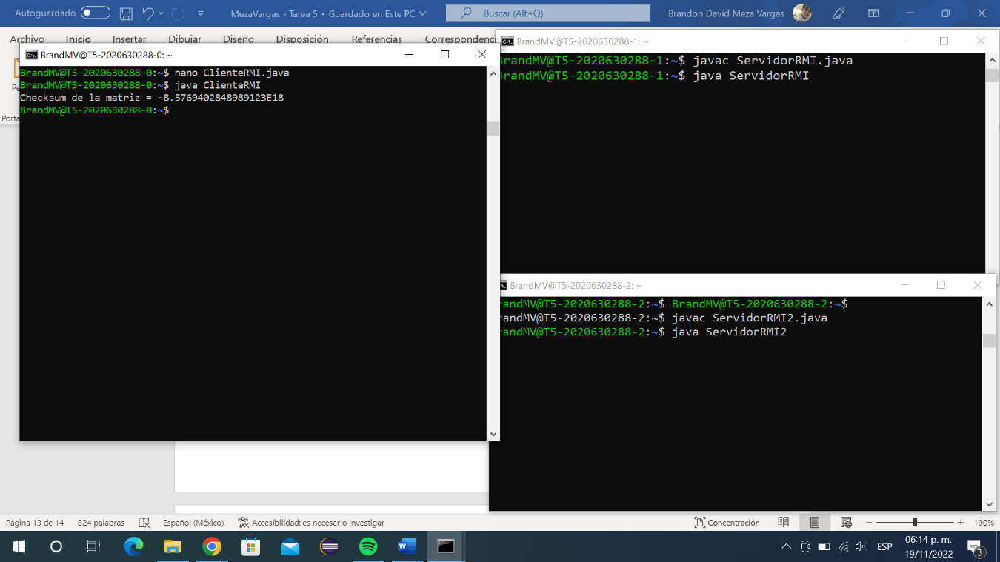 Autoguardado
MezaVargas - Tarea 5 • Guardado en Este PC
Buscar (Alt+Q)
Brandon David Meza Vargas
Archivo Inicio Insertar Dibujar Diseño Disposición Referencias Correspondenci
BrandMV@T5-2020630288-0: ~
BrandMV@T5-2020630288-0:~$ nano ClienteRMI.java
BrandMV@T5-2020630288-0:~$ java ClienteRMI
Checksum de la matriz = -8.5769402848989123E18
BrandMV@T5-2020630288-0:~$
Pe
Porta
BrandMV@T5-2020630288-1: ~
BrandMV@T5-2020630288-1:~$ javac ServidorRMI.java
BrandMV@T5-2020630288-1:~$ java ServidorRMI
BrandMV@T5-2020630288-2: ~
randMV@T5-2020630288-2:~$ BrandMV@T5-2020630288-2:~$
randMV@T5-2020630288-2:~$ javac ServidorRMI2.java
randMV@T5-2020630288-2:~$ java ServidorRMI2
Página 13 de 14 824 palabras Español (México) Accesibilidad: es necesario investigar Concentración 100%
ESP
06:14 p. m.
19/11/2022
3